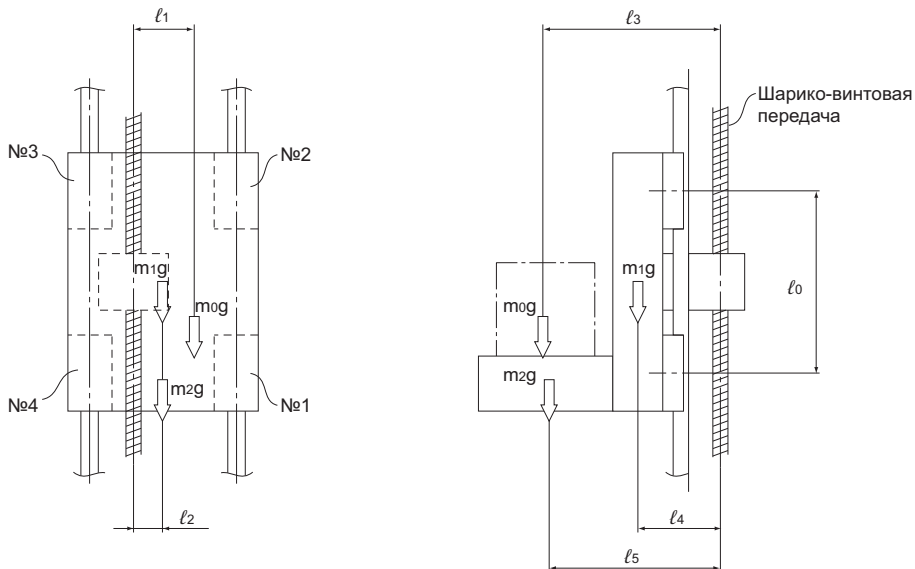 ℓ1
ℓ3
Шарико-винтовая
передача
№3
№2
m1g
m0g
m2g
№4
№1
ℓ2
m1g
m0g
m2g
ℓ0
ℓ4
ℓ5